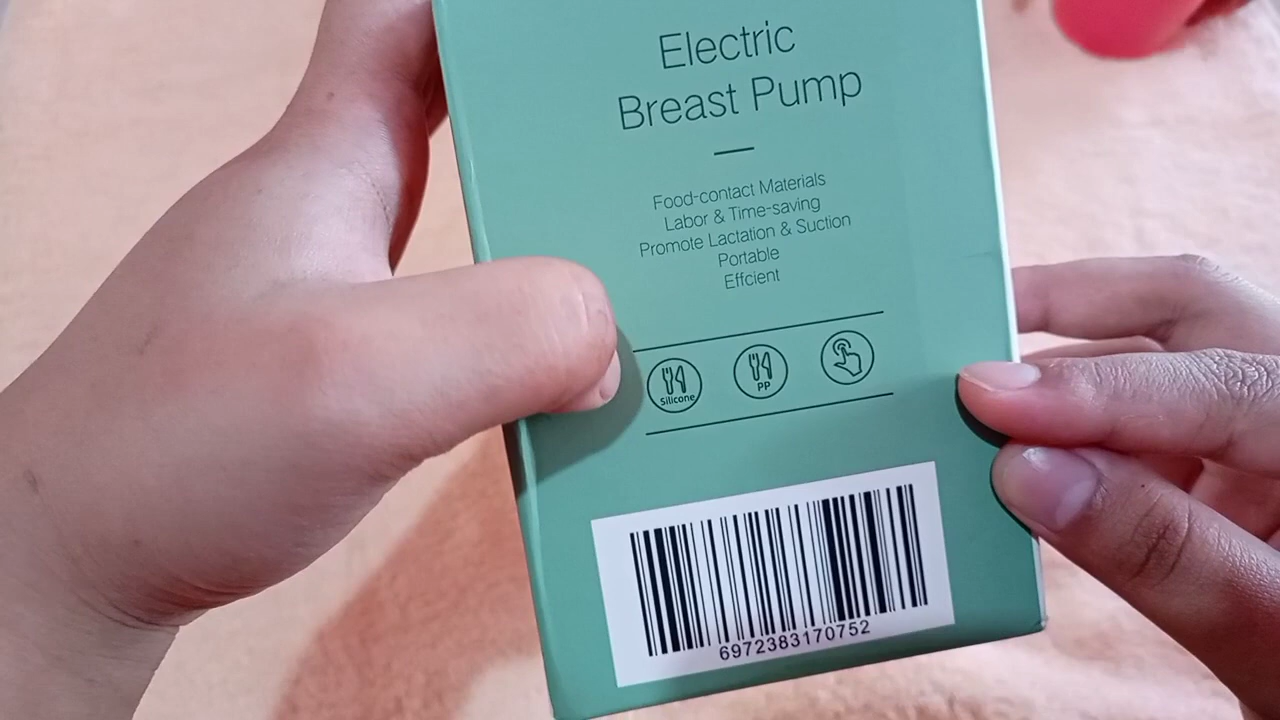 Electric
Breast Pump
Food-contact Materials
Labor & Time-saving
Promote Lactation & Suction
Portable
Effcient
Silicone
PP
6972383170752